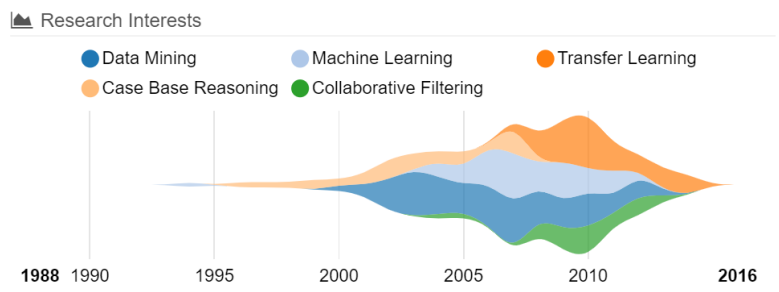 Research Interests
Data Mining Machine Learning Transfer Learning
Case Base Reasoning Collaborative Filtering
1988 1990 1995 2000 2005 2010 2016